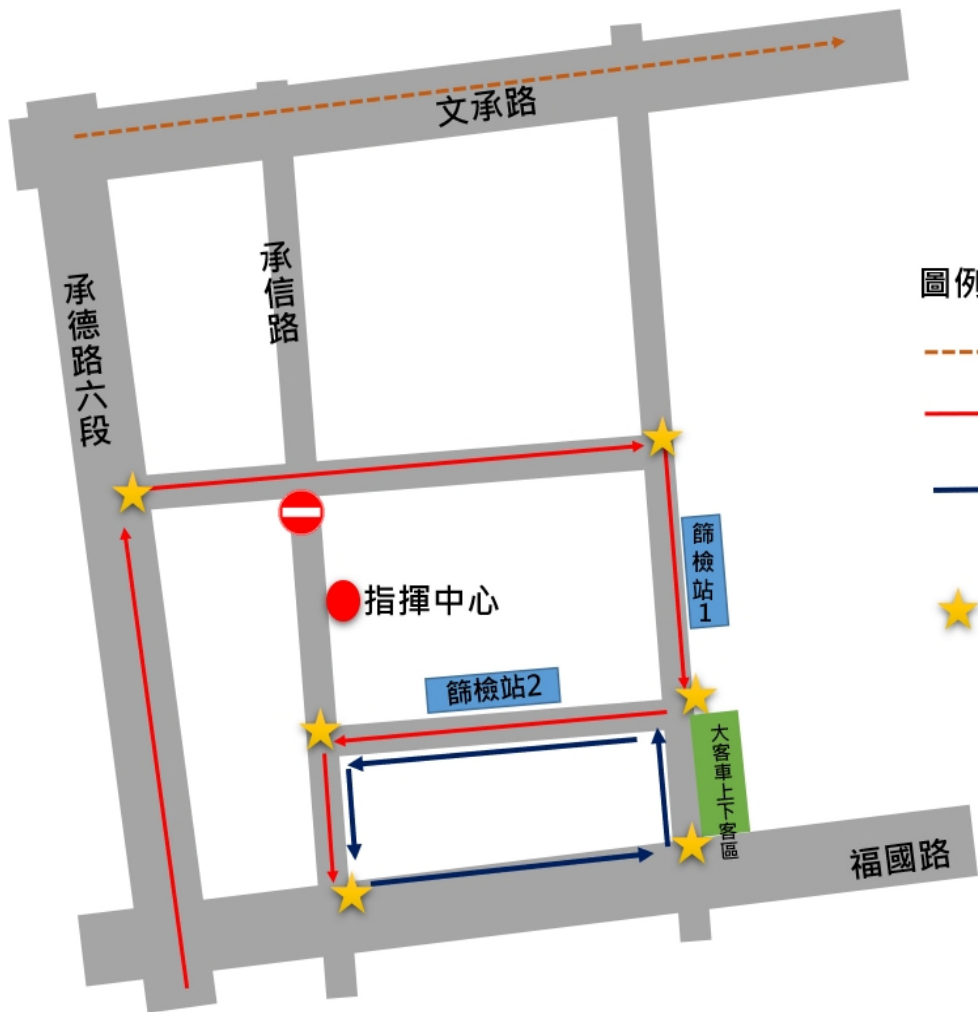 文承路
承信路
承德路六段
圖例
篩檢站1
指揮中心
篩檢站2
大客車上下客區
福國路